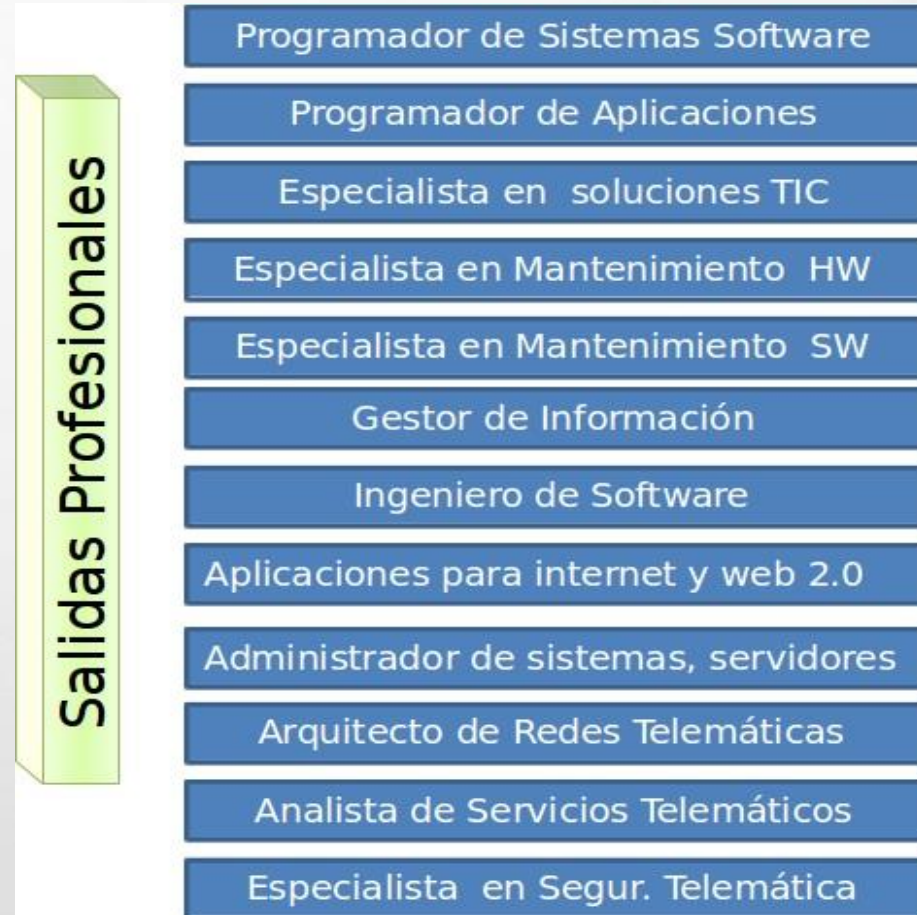 Salidas Profesionales
Programador de Sistemas Software
Programador de Aplicaciones
Especialista en soluciones TIC
Especialista en Mantenimiento HW
Especialista en Mantenimiento SW
Gestor de Información
Ingeniero de Software
Aplicaciones para internet y web 2.0
Administrador de sistemas, servidores
Arquitecto de Redes Telemáticas
Analista de Servicios Telemáticos
Especialista en Segur. Telemática